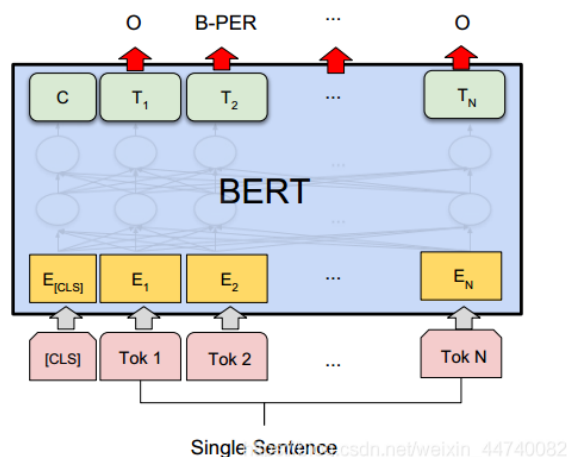 O B-PER ... O
C T1 T2 ... TN
...
BERT
...
E[CLS] E1 E2 ... EN
[CLS] Tok 1 Tok 2 ... Tok N
Single Sentence
csdn.net/weixin_44740082